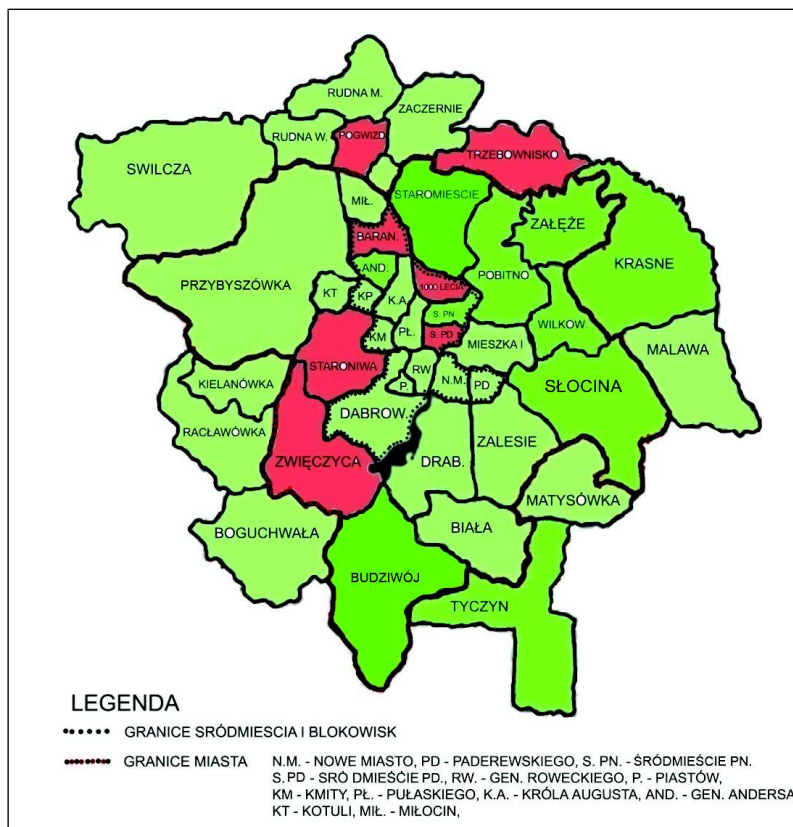 RUDNA M.
ZACZERNIE
RUDNA W.
POGWIZD
TRZEBOWNISKO
SWILCZA
STAROMIESCIE
MIŁ.
ZAŁĘŻE
BARAN.
KRASNE
AND.
POBITNO
PRZYBYSZÓWKA
KT
KP
K.A
1000 LECIA
S. PN
WILKOW.
KM
PŁ.
S. PD
MIESZKA I
MALAWA
STARONIWA
RW
N.M.
PD
SŁOCINA
KIELANÓWKA
P.
DABROW.
RACŁAWÓWKA
ZALESIE
ZWIĘCZYCA
DRAB.
MATYSÓWKA
BOGUCHWAŁA
BIAŁA
BUDZIWÓJ
TYCZYN
LEGENDA
GRANICE SRÓDMIESCIA I BLOKOWISK
GRANICE MIASTA
N.M. - NOWE MIASTO, PD - PADEREWSKIEGO, S. PN. - ŚRÓDMIEŚCIE PN.
S. PD - SRÓ DMIEŚCIE PD., RW. - GEN. ROWECKIEGO, P. - PIASTÓW,
KM - KMITY, PŁ. - PUŁASKIEGO, K.A. - KRÓLA AUGUSTA, AND. - GEN. ANDERSA
KT - KOTULI, MIŁ. - MIŁOCIN,